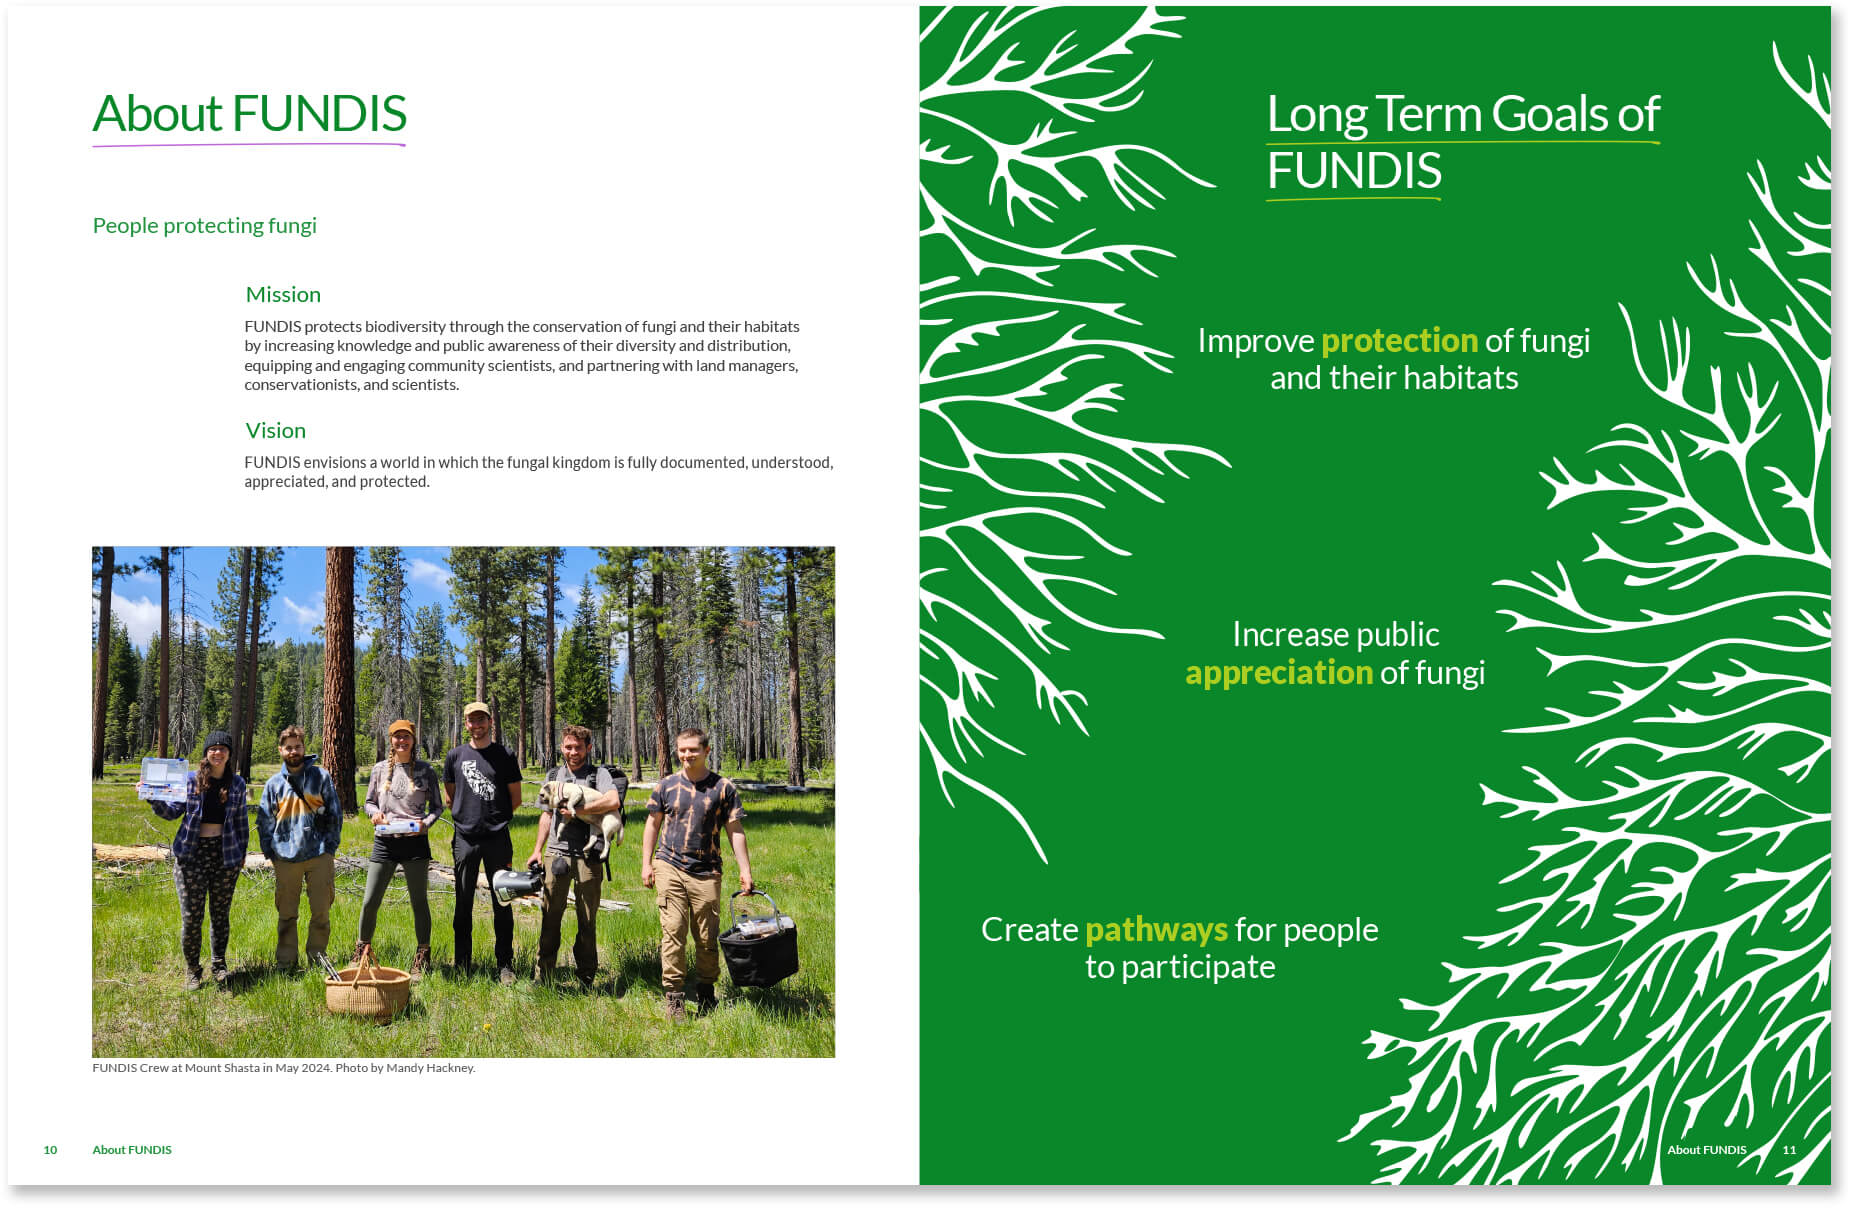 About FUNDIS
People protecting fungi
Mission
FUNDIS protects biodiversity through the conservation of fungi and their habitats
by increasing knowledge and public awareness of their diversity and distribution,
equipping and engaging community scientists, and partnering with land managers,
conservationists, and scientists.
Vision
FUNDIS envisions a world in which the fungal kingdom is fully documented, understood,
appreciated, and protected.
FUNDIS Crew at Mount Shasta in May 2024. Photo by Mandy Hackney.
10 About FUNDIS
Long Term Goals of
FUNDIS
Improve protection of fungi
and their habitats
Increase public
appreciation of fungi
Create pathways for people
to participate
About FUNDIS 11